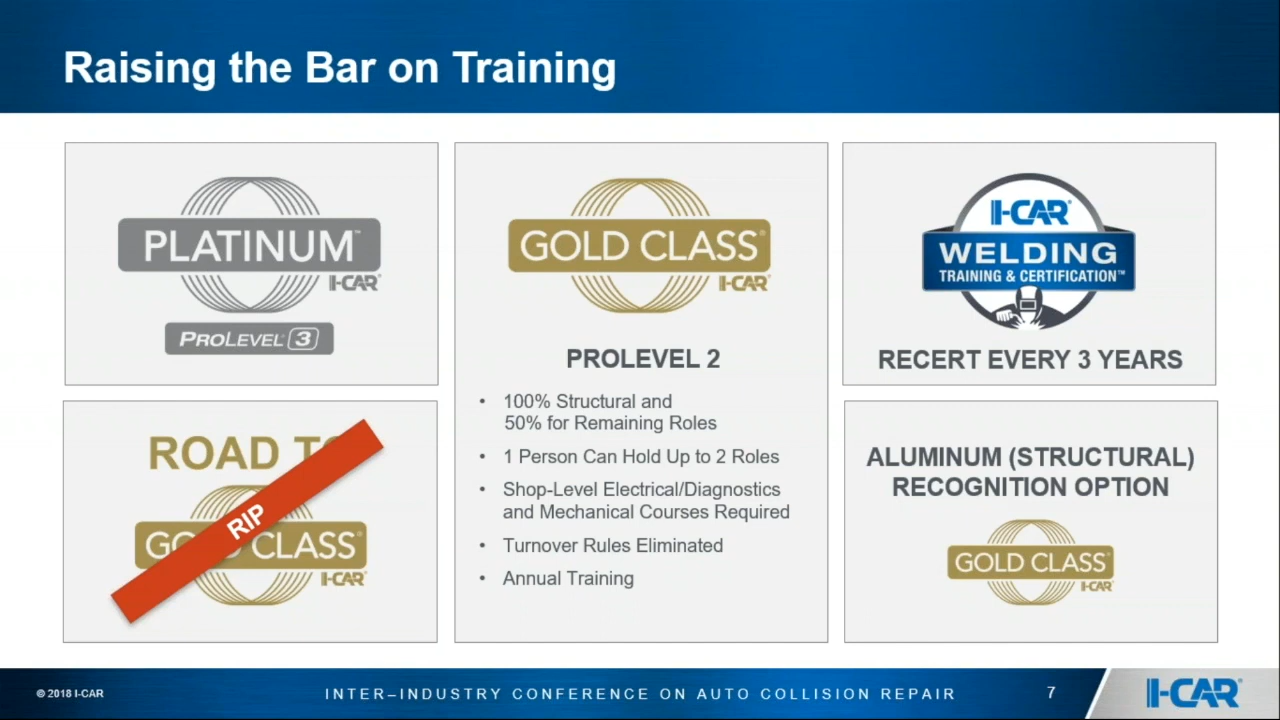 Raising the Bar on Training
PLATINUM™
I-CAR®
PROLEVEL® 3
ROAD TO
GOLD CLASS®
I-CAR®
RIP
GOLD CLASS®
I-CAR®
PROLEVEL 2
• 100% Structural and
50% for Remaining Roles
• 1 Person Can Hold Up to 2 Roles
• Shop-Level Electrical/Diagnostics
and Mechanical Courses Required
• Turnover Rules Eliminated
• Annual Training
I-CAR®
WELDING
TRAINING & CERTIFICATION™
RECERT EVERY 3 YEARS
ALUMINUM (STRUCTURAL)
RECOGNITION OPTION
GOLD CLASS®
I-CAR®
© 2018 I-CAR
INTER–INDUSTRY CONFERENCE ON AUTO COLLISION REPAIR
7
I-CAR®